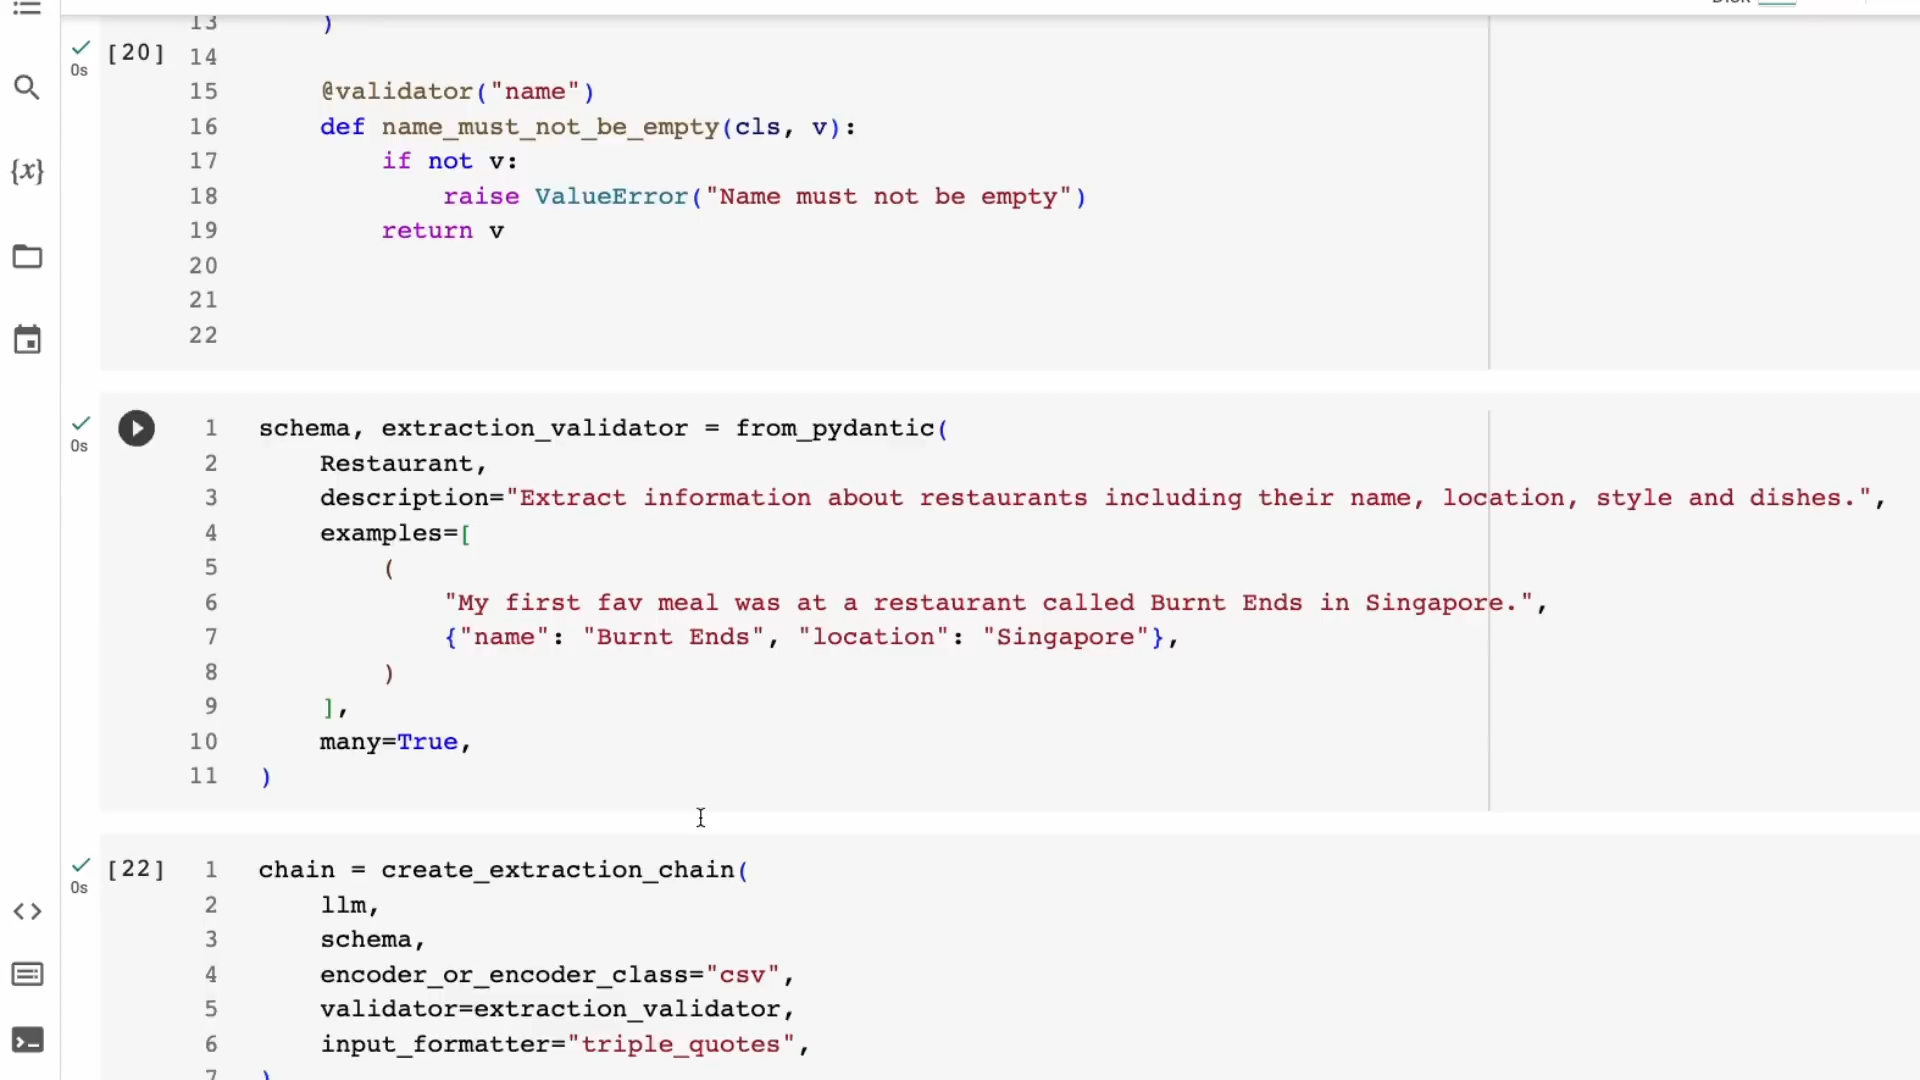 Disk
13 )
[20] 14
0s
15 @validator("name")
16 def name_must_not_be_empty(cls, v):
17 if not v:
18 raise ValueError("Name must not be empty")
19 return v
20
21
22
{x}
0s
1 schema, extraction_validator = from_pydantic(
2 Restaurant,
3 description="Extract information about restaurants including their name, location, style and dishes.",
4 examples=[
5 (
6 "My first fav meal was at a restaurant called Burnt Ends in Singapore.",
7 {"name": "Burnt Ends", "location": "Singapore"},
8 )
9 ],
10 many=True,
11 )
[22] 1 chain = create_extraction_chain(
0s
2 llm,
3 schema,
4 encoder_or_encoder_class="csv",
5 validator=extraction_validator,
6 input_formatter="triple_quotes",
7 )